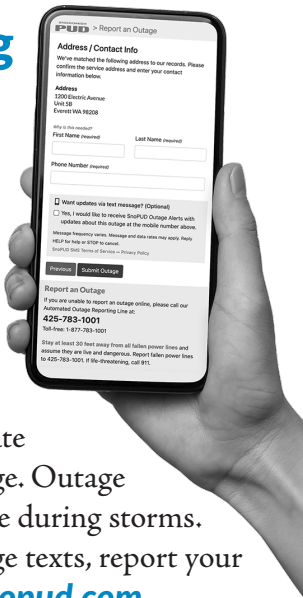 g
SNOHOMISH COUNTY
PUD > Report an Outage
Address / Contact Info
We've matched the following address to our records. Please
confirm the service address and enter your contact
information below.
Address
1200 Electric Avenue
Unit 5B
Everett WA 98208
Why is this needed?
First Name (required)
Last Name (required)
Phone Number (required)
Want updates via text message? (Optional)
Yes, I would like to receive SnoPUD Outage Alerts with
updates about this outage at the mobile number above.
Message frequency varies. Message and data rates may apply. Reply
HELP for help or STOP to cancel.
SnoPUD SMS Terms of Service — Privacy Policy
Previous
Submit Outage
Report an Outage
If you are unable to report an outage online, please call our
Automated Outage Reporting Line at:
425-783-1001
Toll-free: 1-877-783-1001
Stay at least 30 feet away from all fallen power lines and
assume they are live and dangerous. Report fallen power lines
to 425-783-1001. If life-threatening, call 911.
ge. Outage
e during storms.
ge texts, report your
pud.com